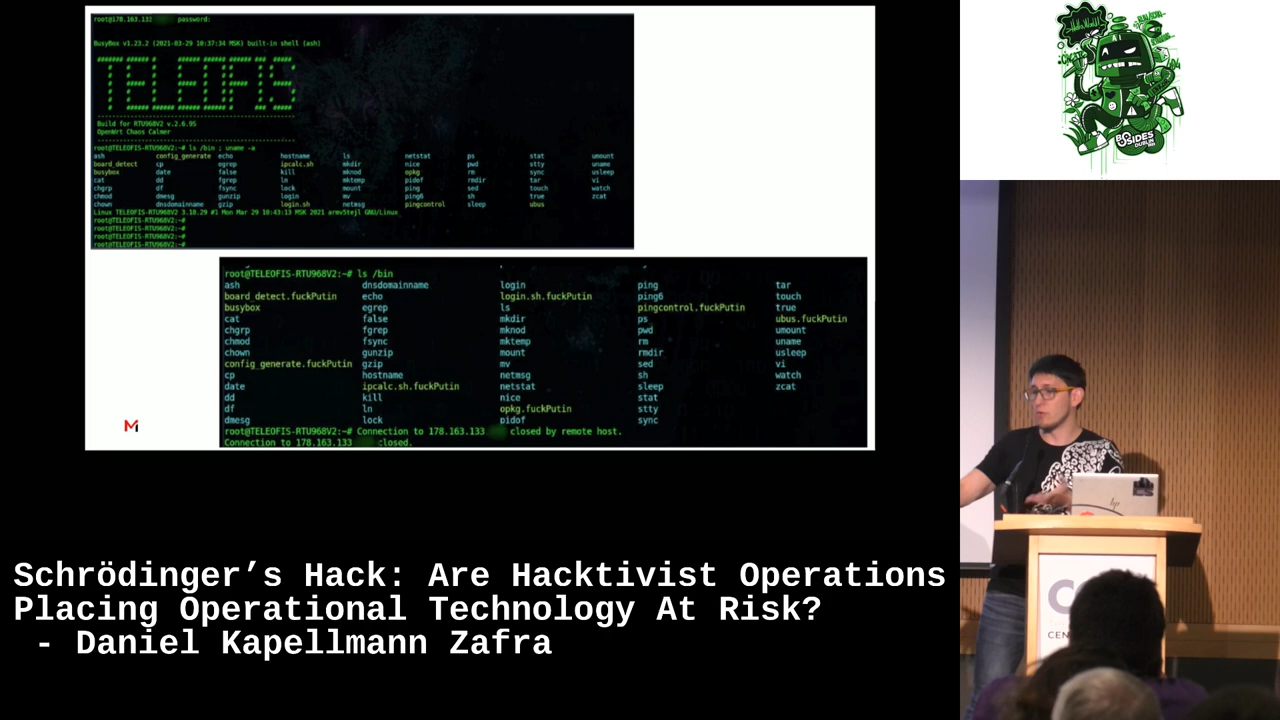 root@178.163.133 password:
BusyBox v1.23.2 (2021-03-29 10:37:34 MSK) built-in shell (ash)
TELEOFIS
Build for RTU968V2 v.2.6.95
OpenWrt Chaos Calmer
root@TELEOFIS-RTU968V2:~# ls /bin ; uname -a
ash config_generate echo hostname ls netstat ps stat umount
board_detect cp egrep ipcalc.sh mkdir nice pwd stty uname
busybox date false kill mknod opkg rm sync usleep
cat dd fgrep ln mktemp pidof rmdir tar vi
chgrp df fsync lock mount ping sed touch watch
chmod dmesg gunzip login mv ping6 sh true zcat
chown dnsdomainname gzip login.sh netmsg pingcontrol sleep ubus
Linux TELEOFIS-RTU968V2 3.18.29 #1 Mon Mar 29 10:43:13 MSK 2021 armv5tejl GNU/Linux
root@TELEOFIS-RTU968V2:~#
root@TELEOFIS-RTU968V2:~#
root@TELEOFIS-RTU968V2:~#
root@TELEOFIS-RTU968V2:~#
root@TELEOFIS-RTU968V2:~# ls /bin
ash dnsdomainname login ping tar
board_detect.fuckPutin echo login.sh.fuckPutin ping6 touch
busybox egrep ls pingcontrol.fuckPutin true
cat false mkdir ps ubus.fuckPutin
chgrp fgrep mknod pwd umount
chmod fsync mktemp rm uname
chown gunzip mount rmdir usleep
config_generate.fuckPutin gzip mv sed vi
cp hostname netmsg sh watch
date ipcalc.sh.fuckPutin netstat sleep zcat
dd kill nice stat
df ln opkg.fuckPutin stty
dmesg lock pidof sync
root@TELEOFIS-RTU968V2:~# Connection to 178.163.133 closed by remote host.
Connection to 178.163.133 closed.
M
Schrödinger's Hack: Are Hacktivist Operations
Placing Operational Technology At Risk?
- Daniel Kapellmann Zafra
BSIDES
DUBLIN
hp
CEN